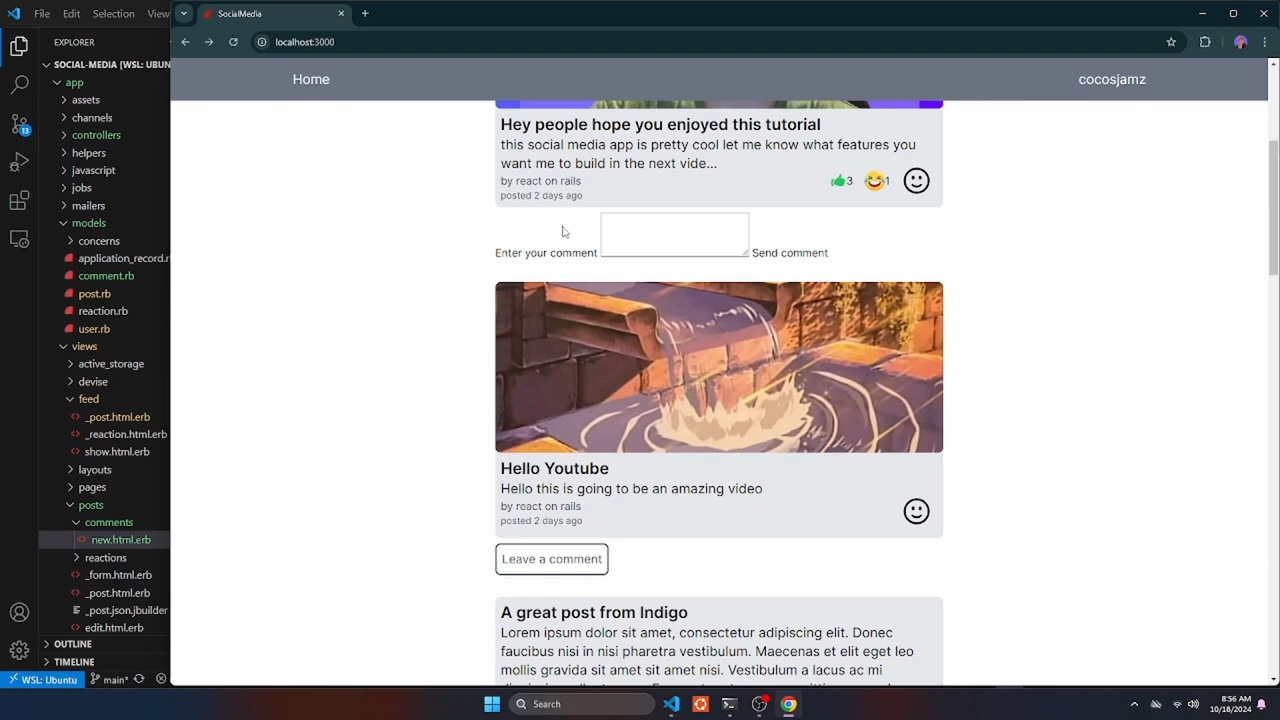 File Edit Selection View
SocialMedia
localhost:3000
EXPLORER
SOCIAL-MEDIA [WSL: UBUN
app
assets
channels
controllers
helpers
javascript
jobs
mailers
models
concerns
application_record.r
comment.rb
post.rb
reaction.rb
user.rb
views
active_storage
devise
feed
_post.html.erb
_reaction.html.erb
show.html.erb
layouts
pages
posts
comments
new.html.erb
reactions
_form.html.erb
_post.html.erb
_post.json.jbuilder
edit.html.erb
OUTLINE
TIMELINE
13
WSL: Ubuntu main*
Home cocosjamz
Hey people hope you enjoyed this tutorial
this social media app is pretty cool let me know what features you
want me to build in the next vide...
by react on rails
posted 2 days ago
3 1
Enter your comment Send comment
Hello Youtube
Hello this is going to be an amazing video
by react on rails
posted 2 days ago
Leave a comment
A great post from Indigo
Lorem ipsum dolor sit amet, consectetur adipiscing elit. Donec
faucibus nisi in nisi pharetra vestibulum. Maecenas et elit eget leo
mollis gravida sit amet sit amet nisi. Vestibulum a lacus ac mi
Search
8:56 AM
10/18/2024